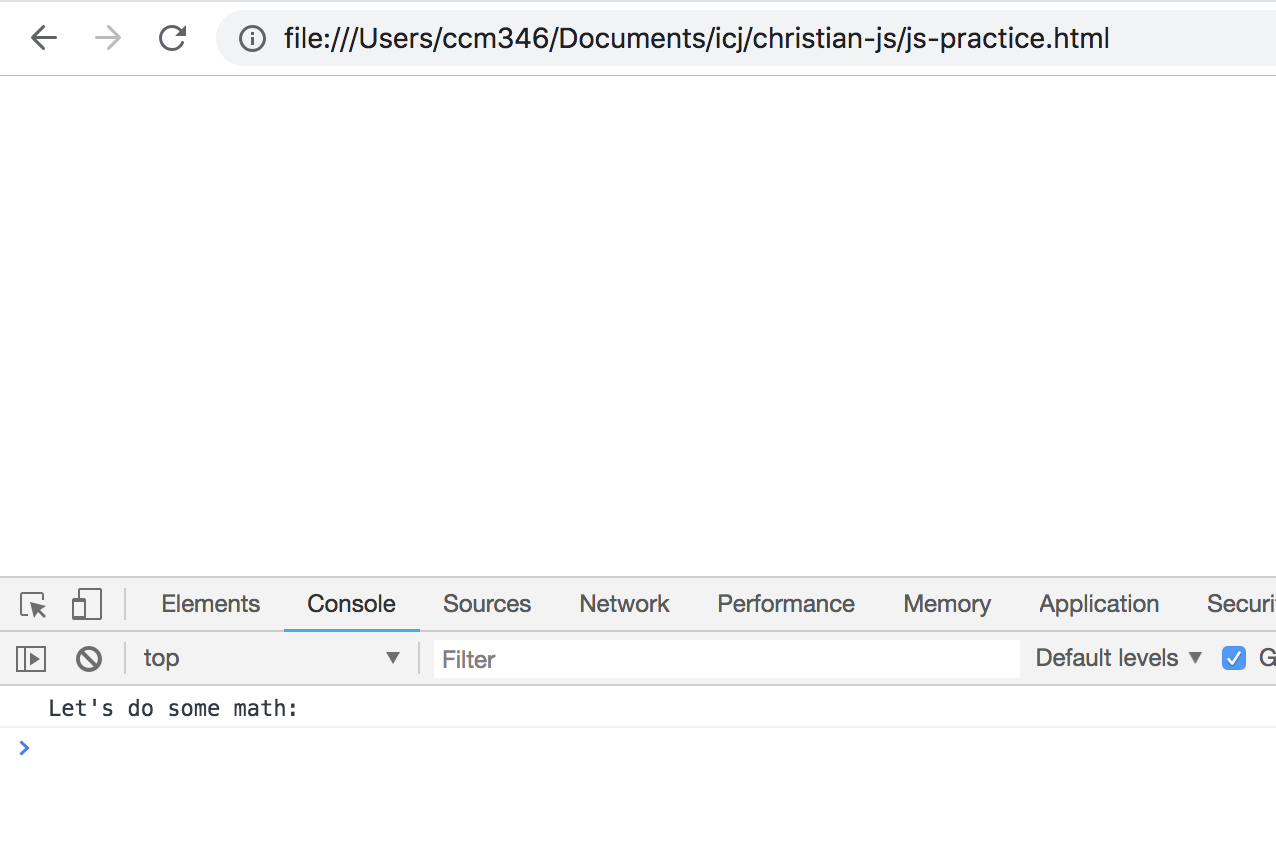 file:///Users/ccm346/Documents/icj/christian-js/js-practice.html
Elements Console Sources Network Performance Memory Application Securi
top Filter Default levels G
Let's do some math: